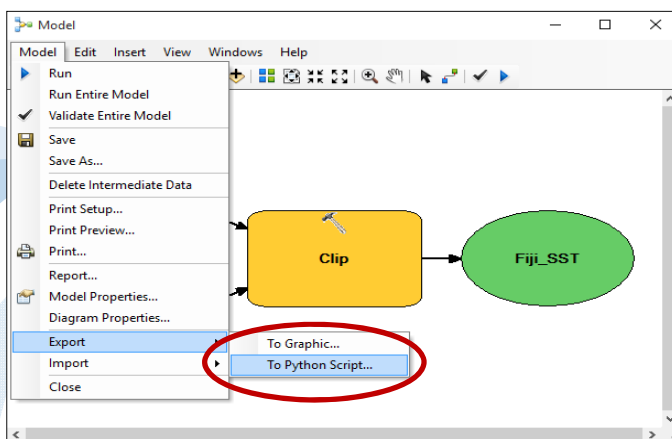 Model
Model Edit Insert View Windows Help
Run
Run Entire Model
Validate Entire Model
Save
Save As...
Delete Intermediate Data
Print Setup...
Print Preview...
Print...
Report...
Model Properties...
Diagram Properties...
Export
Import
Close
To Graphic...
To Python Script...
Clip
Fiji_SST